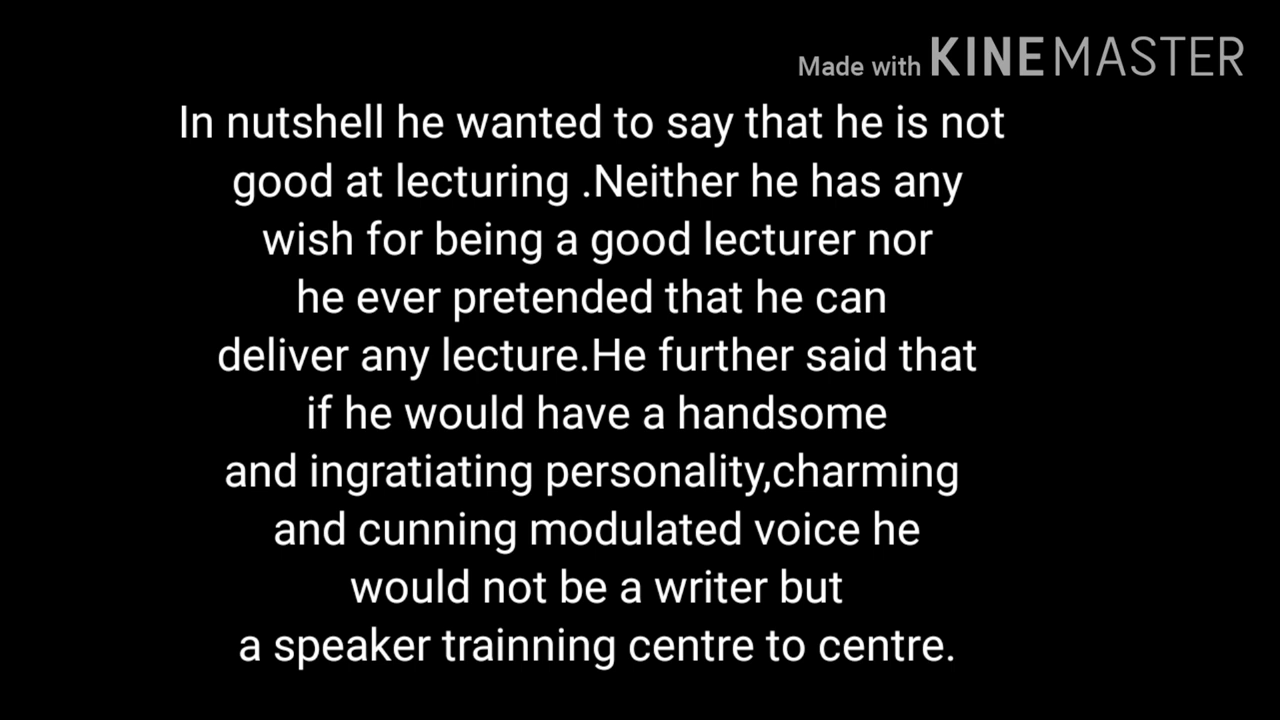 Made with KINEMASTER
In nutshell he wanted to say that he is not
good at lecturing .Neither he has any
wish for being a good lecturer nor
he ever pretended that he can
deliver any lecture.He further said that
if he would have a handsome
and ingratiating personality,charming
and cunning modulated voice he
would not be a writer but
a speaker trainning centre to centre.